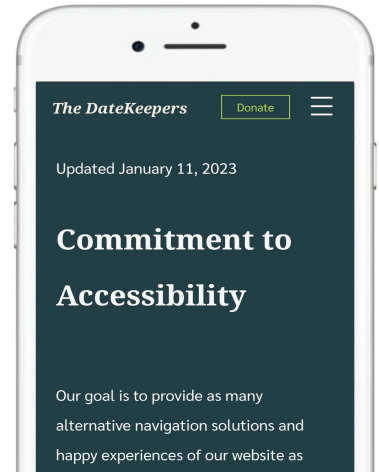 The DateKeepers Donate
Updated January 11, 2023
Commitment to
Accessibility
Our goal is to provide as many
alternative navigation solutions and
happy experiences of our website as